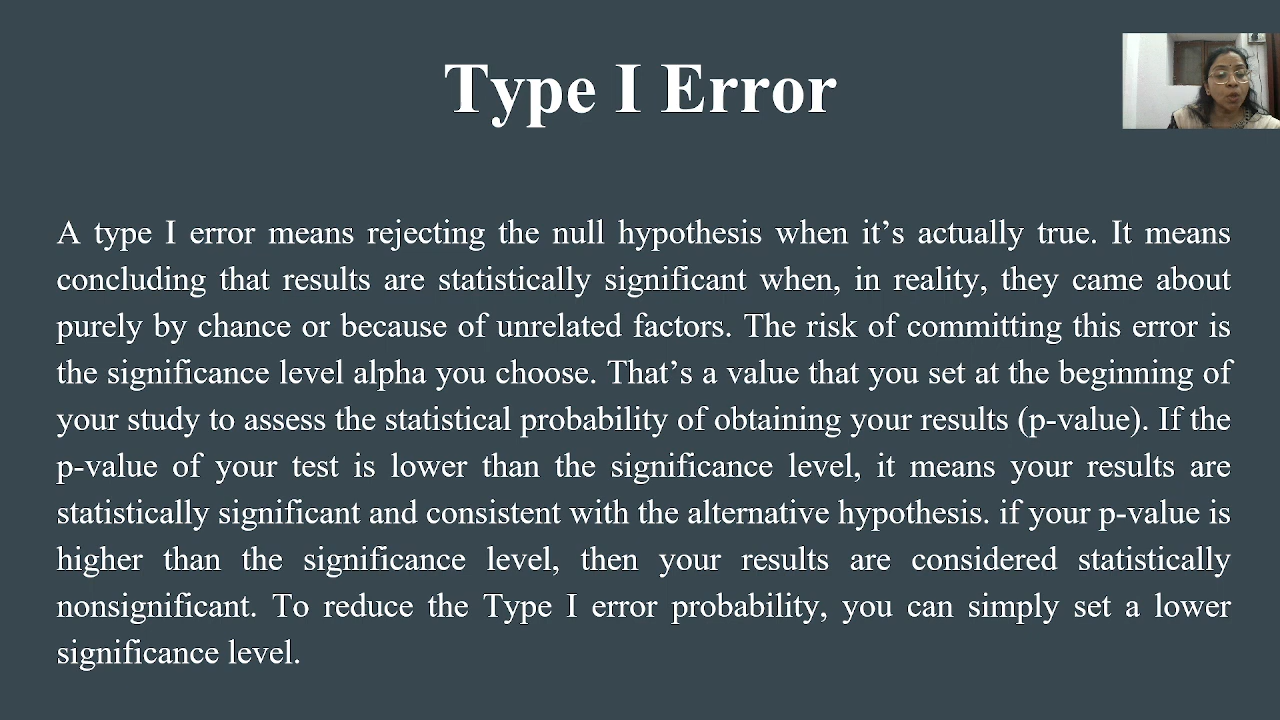 Type I Error
A type I error means rejecting the null hypothesis when it’s actually true. It means
concluding that results are statistically significant when, in reality, they came about
purely by chance or because of unrelated factors. The risk of committing this error is
the significance level alpha you choose. That’s a value that you set at the beginning of
your study to assess the statistical probability of obtaining your results (p-value). If the
p-value of your test is lower than the significance level, it means your results are
statistically significant and consistent with the alternative hypothesis. if your p-value is
higher than the significance level, then your results are considered statistically
nonsignificant. To reduce the Type I error probability, you can simply set a lower
significance level.